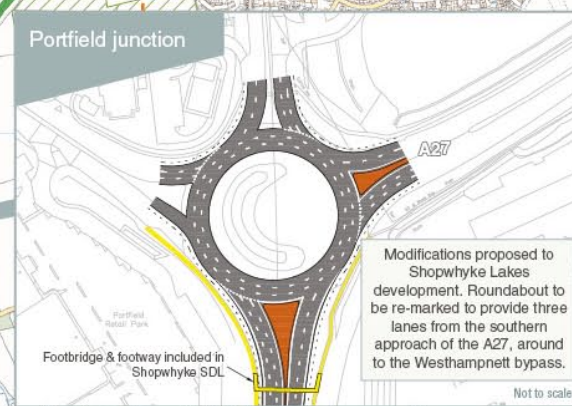 Portfield junction
A27
Modifications proposed to
Shopwhyke Lakes
development. Roundabout to
be re-marked to provide three
lanes from the southern
approach of the A27, around
to the Westhampnett bypass.
Portfield
Retail Park
Footbridge & footway included in
Shopwhyke SDL
Not to scale